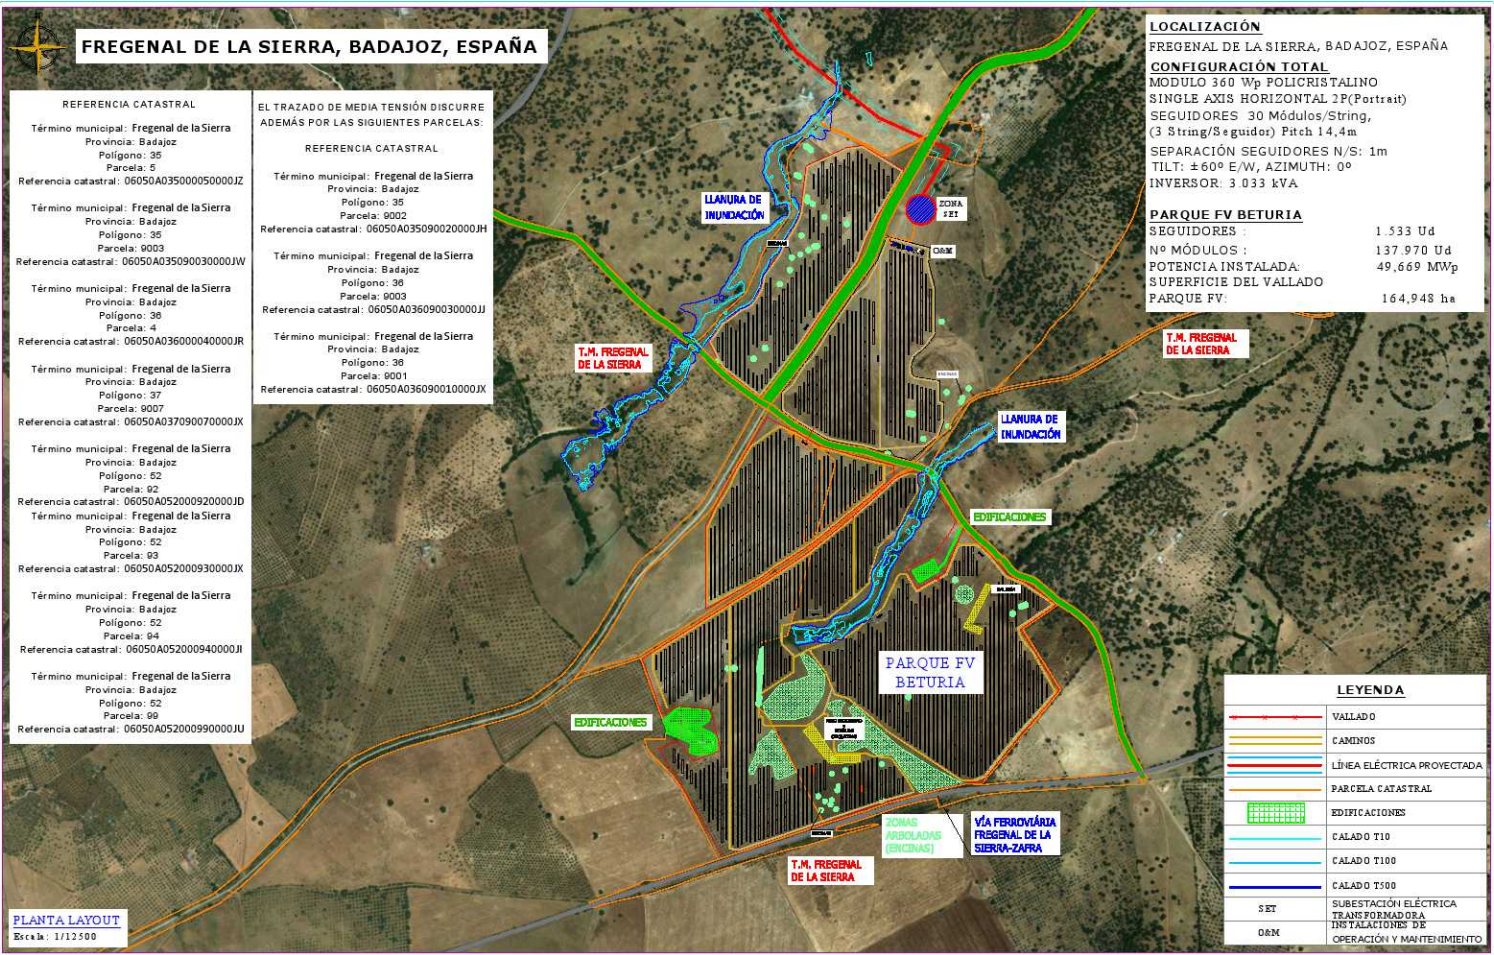 FREGENAL DE LA SIERRA, BADAJOZ, ESPAÑA
REFERENCIA CATASTRAL
Término municipal: Fregenal de la Sierra
Provincia: Badajoz
Polígono: 35
Parcela: 5
Referencia catastral: 06050A035000050000JZ
Término municipal: Fregenal de la Sierra
Provincia: Badajoz
Polígono: 35
Parcela: 9003
Referencia catastral: 06050A035090030000JW
Término municipal: Fregenal de la Sierra
Provincia: Badajoz
Polígono: 36
Parcela: 4
Referencia catastral: 06050A036000040000JR
Término municipal: Fregenal de la Sierra
Provincia: Badajoz
Polígono: 37
Parcela: 9007
Referencia catastral: 06050A037090070000JX
Término municipal: Fregenal de la Sierra
Provincia: Badajoz
Polígono: 52
Parcela: 92
Referencia catastral: 06050A052000920000JD
Término municipal: Fregenal de la Sierra
Provincia: Badajoz
Polígono: 52
Parcela: 93
Referencia catastral: 06050A052000930000JX
Término municipal: Fregenal de la Sierra
Provincia: Badajoz
Polígono: 52
Parcela: 94
Referencia catastral: 06050A052000940000JI
Término municipal: Fregenal de la Sierra
Provincia: Badajoz
Polígono: 52
Parcela: 99
Referencia catastral: 06050A052000990000JU
EL TRAZADO DE MEDIA TENSIÓN DISCURRE
ADEMÁS POR LAS SIGUIENTES PARCELAS:
REFERENCIA CATASTRAL
Término municipal: Fregenal de la Sierra
Provincia: Badajoz
Polígono: 35
Parcela: 9002
Referencia catastral: 06050A035090020000JH
Término municipal: Fregenal de la Sierra
Provincia: Badajoz
Polígono: 36
Parcela: 9003
Referencia catastral: 06050A036090030000JJ
Término municipal: Fregenal de la Sierra
Provincia: Badajoz
Polígono: 36
Parcela: 9001
Referencia catastral: 06050A036090010000JX
LOCALIZACIÓN
FREGENAL DE LA SIERRA, BADAJOZ, ESPAÑA
CONFIGURACIÓN TOTAL
MODULO 360 Wp POLICRISTALINO
SINGLE AXIS HORIZONTAL 2P(Portrait)
SEGUIDORES 30 Módulos/String,
(3 String/Seguidor) Pitch 14,4m
SEPARACIÓN SEGUIDORES N/S: 1m
TILT: ±60º E/W, AZIMUTH: 0º
INVERSOR: 3.033 kVA
PARQUE FV BETURIA
SEGUIDORES : 1.533 Ud
Nº MÓDULOS : 137.970 Ud
POTENCIA INSTALADA: 49,669 MWp
SUPERFICIE DEL VALLADO
PARQUE FV: 164,948 ha
LLANURA DE
INUNDACIÓN
ZONA
SET
O&M
T.M. FREGENAL
DE LA SIERRA
T.M. FREGENAL
DE LA SIERRA
LLANURA DE
INUNDACIÓN
EDIFICACIONES
PARQUE FV
BETURIA
EDIFICACIONES
ZONAS
ARBOLADAS
(ENCINAS)
VÍA FERROVIÁRIA
FREGENAL DE LA
SIERRA-ZAFRA
T.M. FREGENAL
DE LA SIERRA
LEYENDA
VALLADO
CAMINOS
LÍNEA ELÉCTRICA PROYECTADA
PARCELA CATASTRAL
EDIFICACIONES
CALADO T10
CALADO T100
CALADO T500
SET SUBESTACIÓN ELÉCTRICA
TRANSFORMADORA
O&M INSTALACIONES DE
OPERACIÓN Y MANTENIMIENTO
PLANTA LAYOUT
Escala: 1/12500